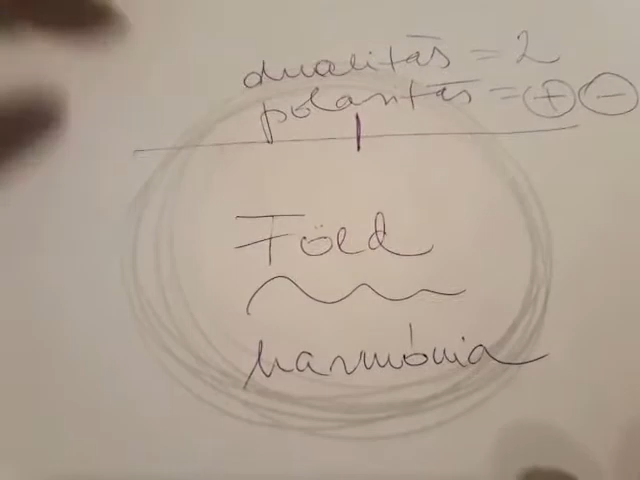 dualitás = 2
polaritás = + -
Föld
harmónia